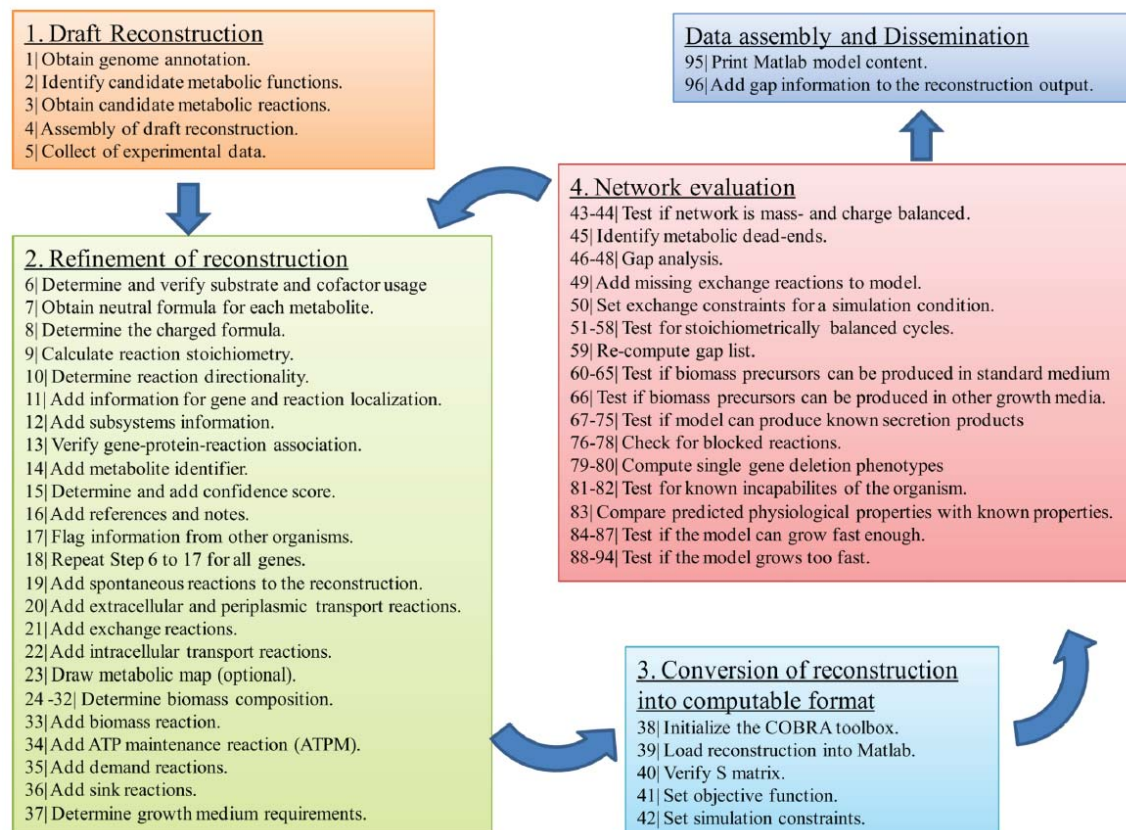 1. Draft Reconstruction
1| Obtain genome annotation.
2| Identify candidate metabolic functions.
3| Obtain candidate metabolic reactions.
4| Assembly of draft reconstruction.
5| Collect of experimental data.
2. Refinement of reconstruction
6| Determine and verify substrate and cofactor usage
7| Obtain neutral formula for each metabolite.
8| Determine the charged formula.
9| Calculate reaction stoichiometry.
10| Determine reaction directionality.
11| Add information for gene and reaction localization.
12| Add subsystems information.
13| Verify gene-protein-reaction association.
14| Add metabolite identifier.
15| Determine and add confidence score.
16| Add references and notes.
17| Flag information from other organisms.
18| Repeat Step 6 to 17 for all genes.
19| Add spontaneous reactions to the reconstruction.
20| Add extracellular and periplasmic transport reactions.
21| Add exchange reactions.
22| Add intracellular transport reactions.
23| Draw metabolic map (optional).
24 -32| Determine biomass composition.
33| Add biomass reaction.
34| Add ATP maintenance reaction (ATPM).
35| Add demand reactions.
36| Add sink reactions.
37| Determine growth medium requirements.
3. Conversion of reconstruction
into computable format
38| Initialize the COBRA toolbox.
39| Load reconstruction into Matlab.
40| Verify S matrix.
41| Set objective function.
42| Set simulation constraints.
4. Network evaluation
43-44| Test if network is mass- and charge balanced.
45| Identify metabolic dead-ends.
46-48| Gap analysis.
49| Add missing exchange reactions to model.
50| Set exchange constraints for a simulation condition.
51-58| Test for stoichiometrically balanced cycles.
59| Re-compute gap list.
60-65| Test if biomass precursors can be produced in standard medium
66| Test if biomass precursors can be produced in other growth media.
67-75| Test if model can produce known secretion products
76-78| Check for blocked reactions.
79-80| Compute single gene deletion phenotypes
81-82| Test for known incapabilites of the organism.
83| Compare predicted physiological properties with known properties.
84-87| Test if the model can grow fast enough.
88-94| Test if the model grows too fast.
Data assembly and Dissemination
95| Print Matlab model content.
96| Add gap information to the reconstruction output.